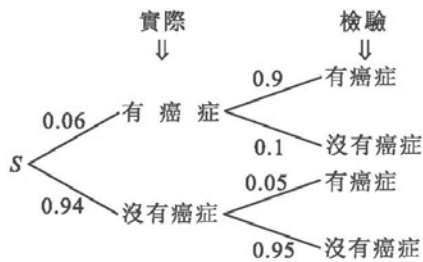 實際 檢驗
⇓ ⇓
0.9 有癌症
0.06 有癌症
0.1 沒有癌症
S
0.05 有癌症
0.94 沒有癌症
0.95 沒有癌症